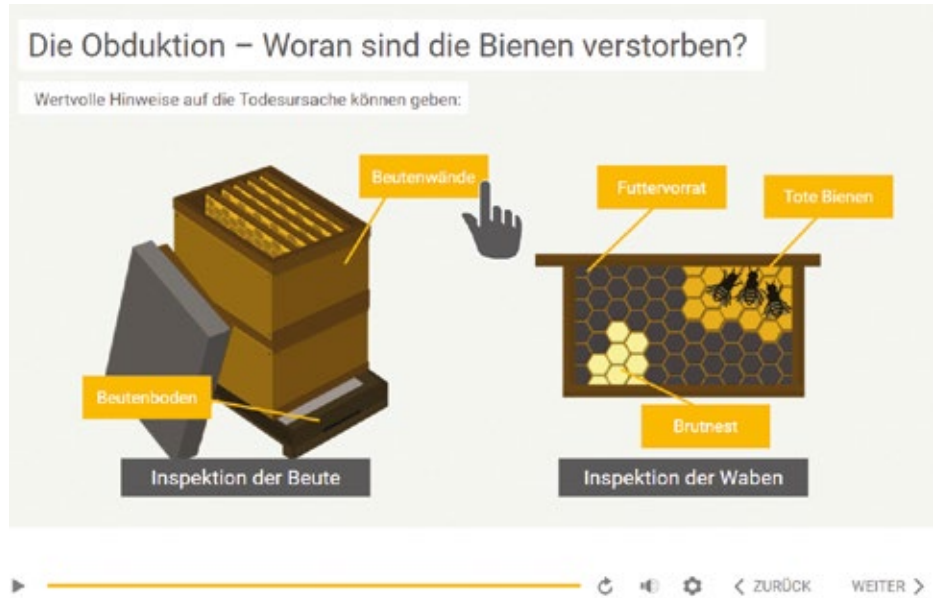 Die Obduktion – Woran sind die Bienen verstorben?
Wertvolle Hinweise auf die Todesursache können geben:
Beutenwände
Futtervorrat
Tote Bienen
Beutenboden
Brutnest
Inspektion der Beute
Inspektion der Waben
ZURÜCK
WEITER